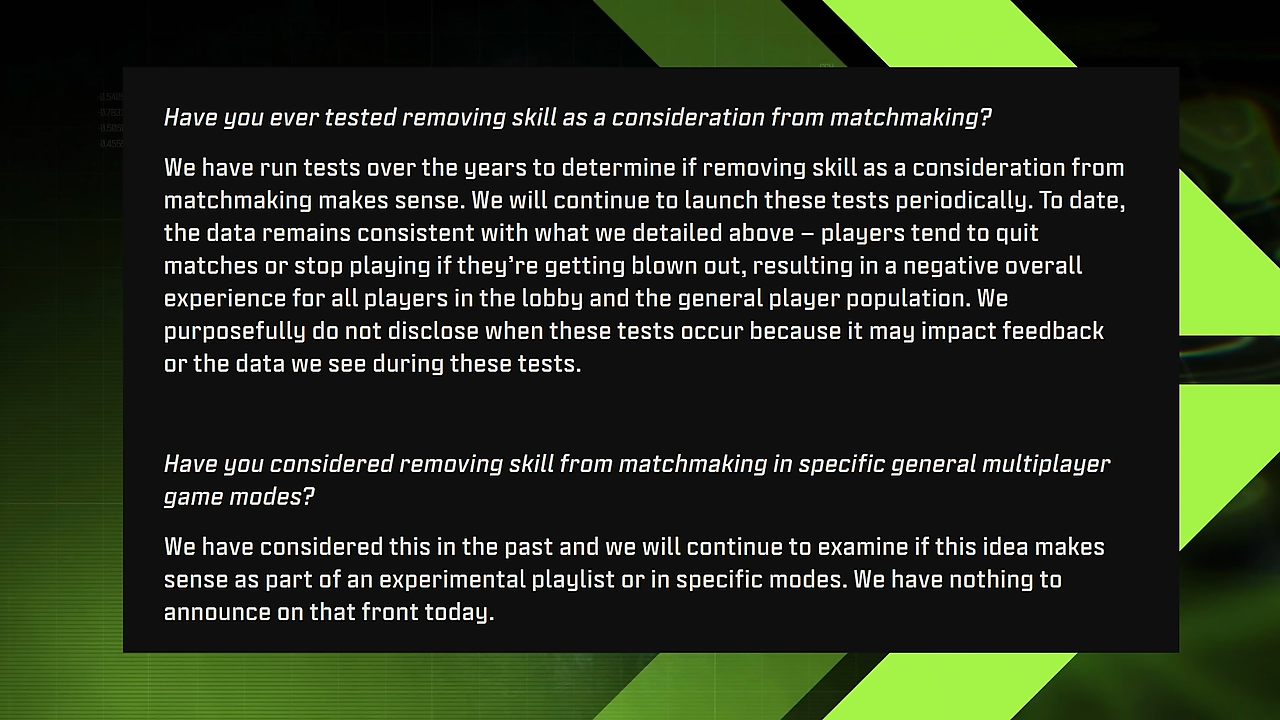 Have you ever tested removing skill as a consideration from matchmaking?
We have run tests over the years to determine if removing skill as a consideration from
matchmaking makes sense. We will continue to launch these tests periodically. To date,
the data remains consistent with what we detailed above – players tend to quit
matches or stop playing if they're getting blown out, resulting in a negative overall
experience for all players in the lobby and the general player population. We
purposefully do not disclose when these tests occur because it may impact feedback
or the data we see during these tests.
Have you considered removing skill from matchmaking in specific general multiplayer
game modes?
We have considered this in the past and we will continue to examine if this idea makes
sense as part of an experimental playlist or in specific modes. We have nothing to
announce on that front today.